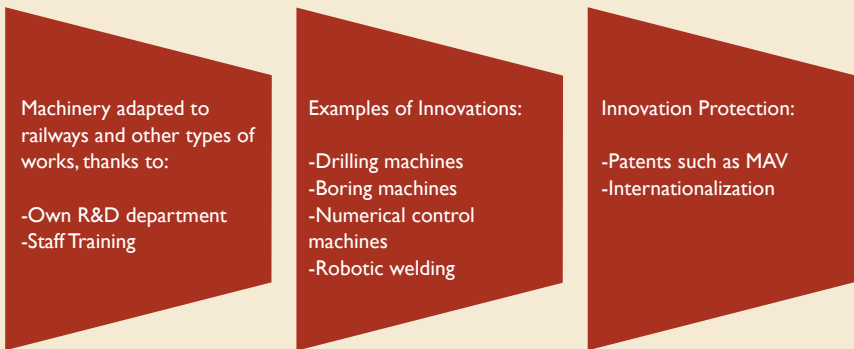 Machinery adapted to
railways and other types of
works, thanks to:
-Own R&D department
-Staff Training
Examples of Innovations:
-Drilling machines
-Boring machines
-Numerical control
machines
-Robotic welding
Innovation Protection:
-Patents such as MAV
-Internationalization